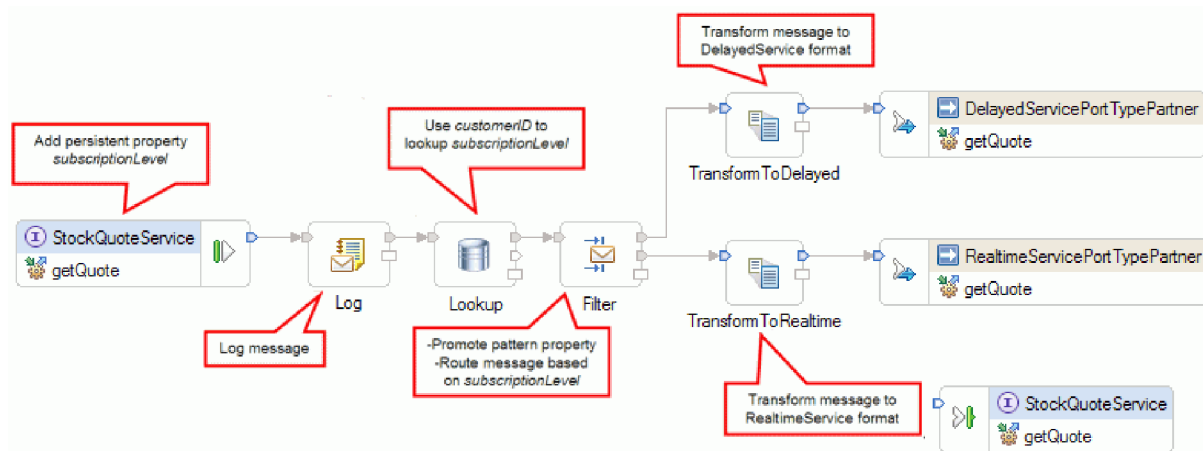 Transform message to
DelayedService format
Add persistent property
subscriptionLevel
Use customerID to
lookup subscriptionLevel
DelayedServicePortTypePartner
getQuote
TransformToDelayed
StockQuoteService
getQuote
Log
Lookup
Filter
RealtimeServicePortTypePartner
getQuote
TransformToRealtime
Log message
-Promote pattern property
-Route message based
on subscriptionLevel
Transform message to
RealtimeService format
StockQuoteService
getQuote